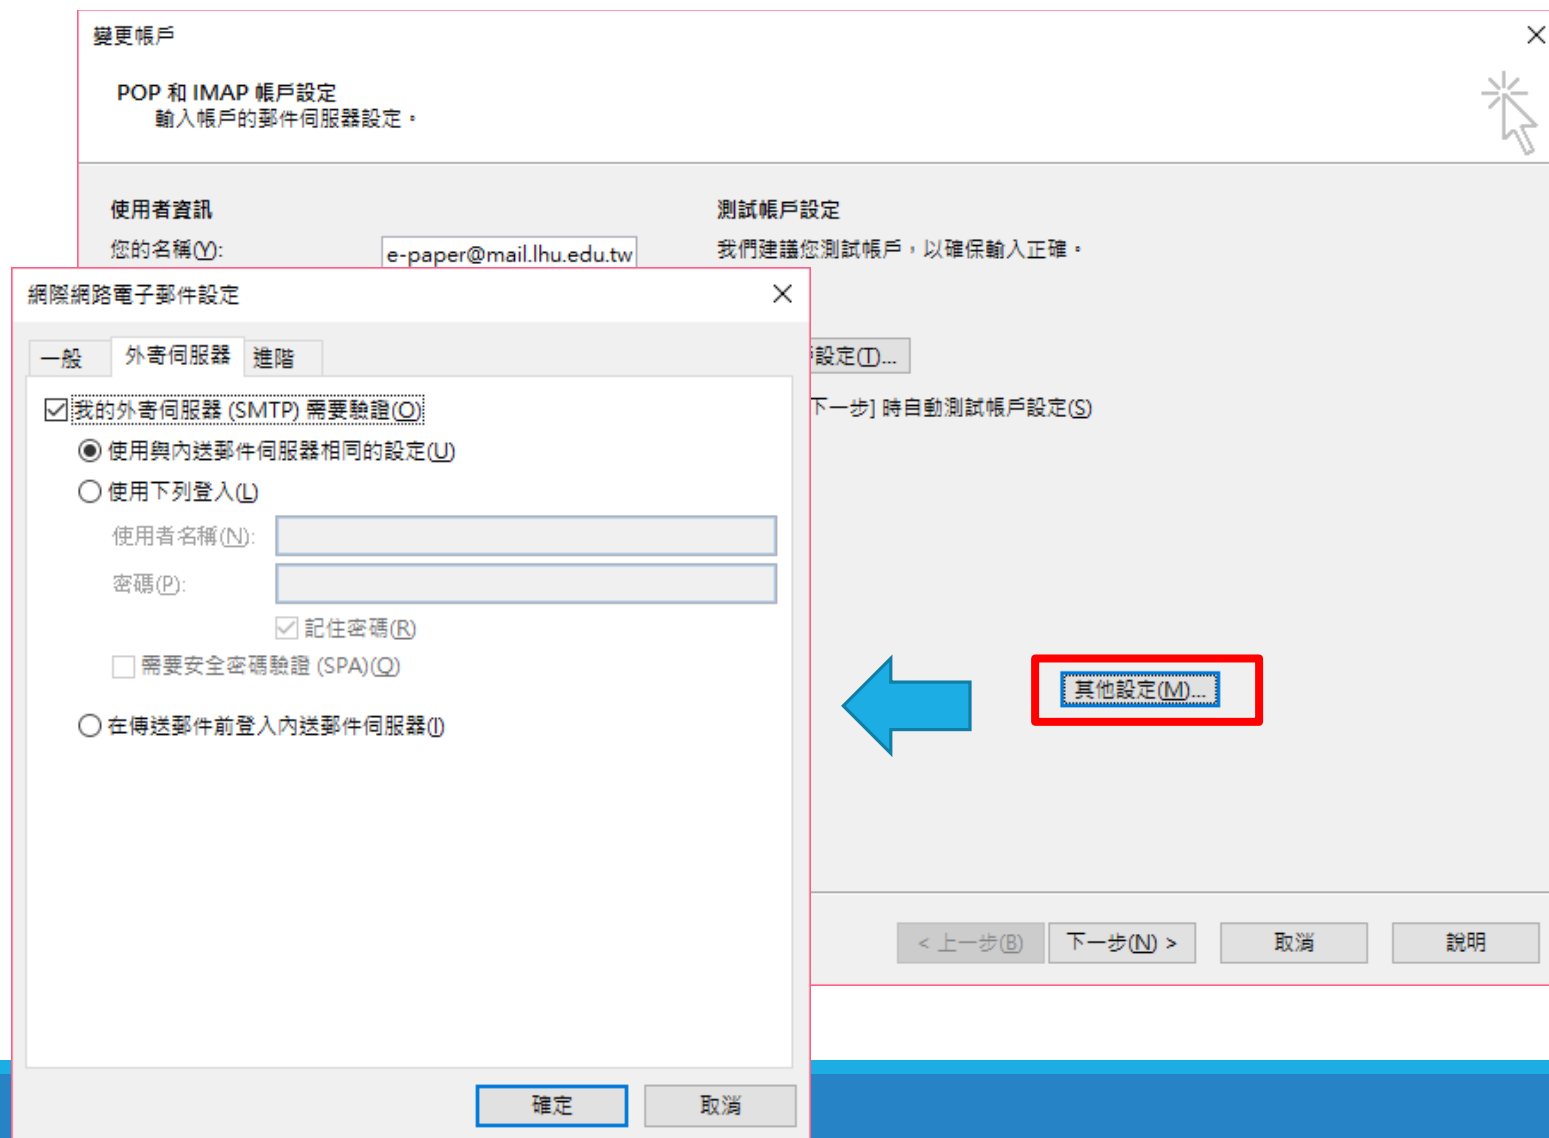 變更帳戶
POP 和 IMAP 帳戶設定
輸入帳戶的郵件伺服器設定。
使用者資訊
測試帳戶設定
您的名稱(Y):
e-paper@mail.lhu.edu.tw
我們建議您測試帳戶，以確保輸入正確。
網際網路電子郵件設定
一般
外寄伺服器
進階
設定(T)...
我的外寄伺服器 (SMTP) 需要驗證(O)
下一步] 時自動測試帳戶設定(S)
使用與內送郵件伺服器相同的設定(U)
使用下列登入(L)
使用者名稱(N):
密碼(P):
記住密碼(R)
需要安全密碼驗證 (SPA)(Q)
其他設定(M)...
在傳送郵件前登入內送郵件伺服器(I)
< 上一步(B)
下一步(N) >
取消
說明
確定
取消